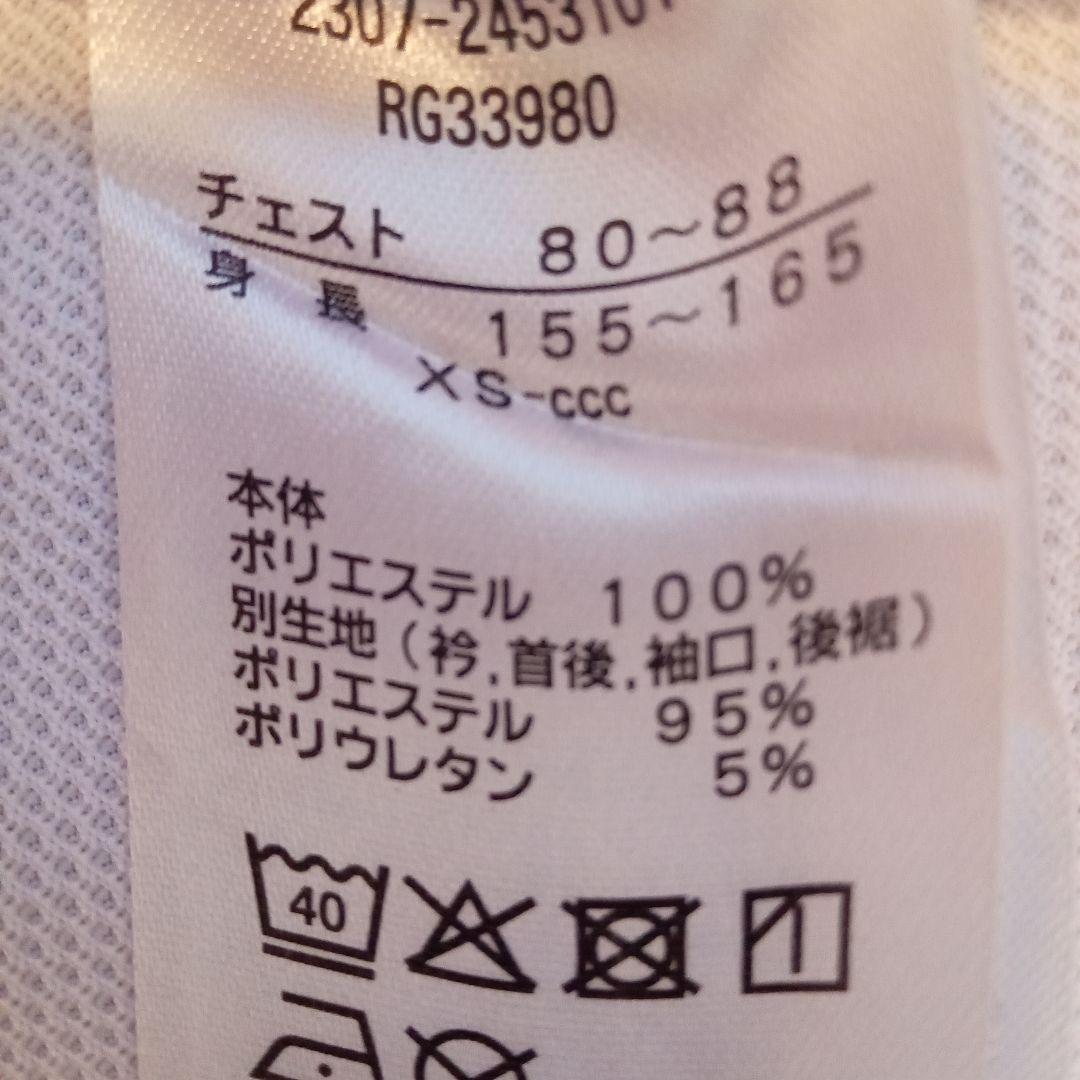 2307-2453101
RG33980
チェスト 80～88
身長 155～165
XS-ccc
本体
ポリエステル 100%
別生地（衿.首後.袖口.後裾）
ポリエステル 95%
ポリウレタン 5%
40